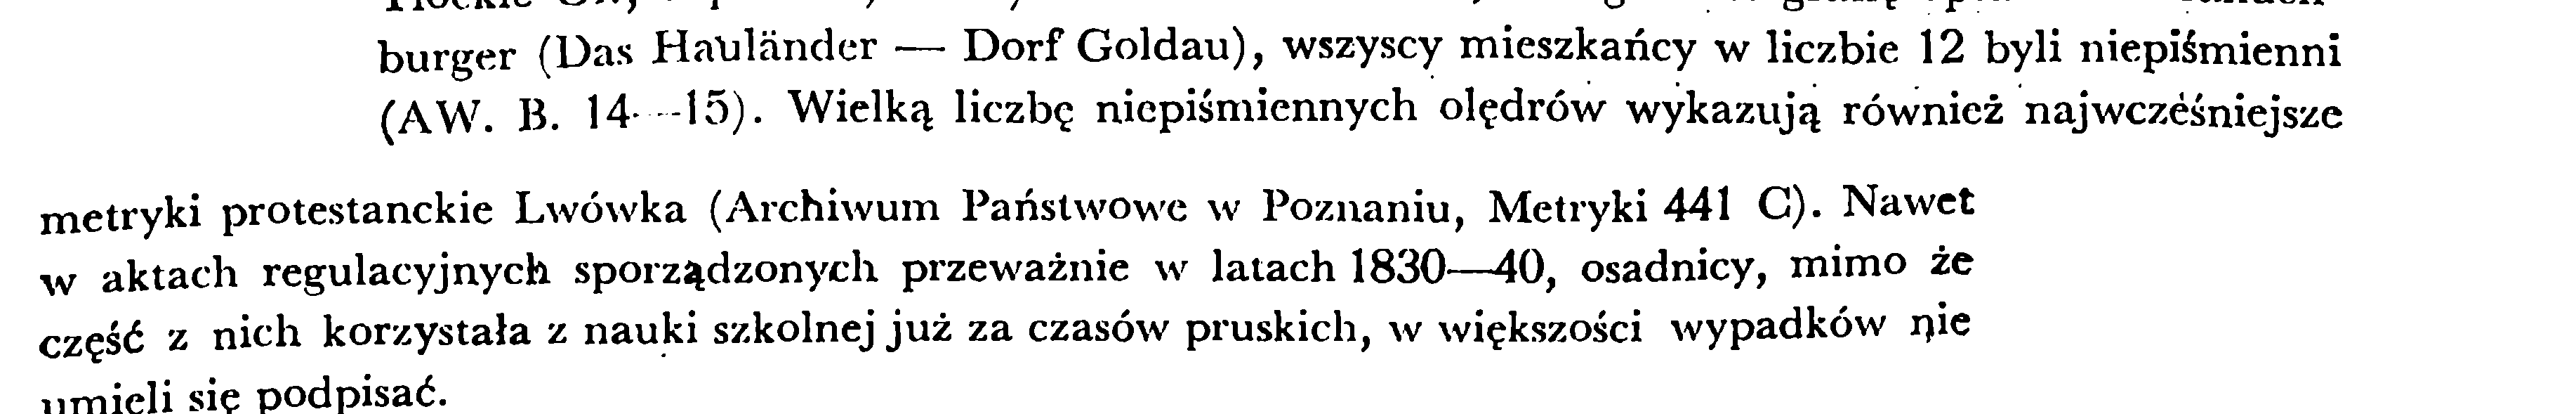 burger (Das Hauländer — Dorf Goldau), wszyscy mieszkańcy w liczbie 12 byli niepiśmienni
(AW. B. 14—15). Wielką liczbę niepiśmiennych olędrów wykazują również najwcześniejsze
metryki protestanckie Lwówka (Archiwum Państwowe w Poznaniu, Metryki 441 C). Nawet
w aktach regulacyjnych sporządzonych przeważnie w latach 1830—40, osadnicy, mimo że
część z nich korzystała z nauki szkolnej już za czasów pruskich, w większości wypadków nie
umieli się podpisać.